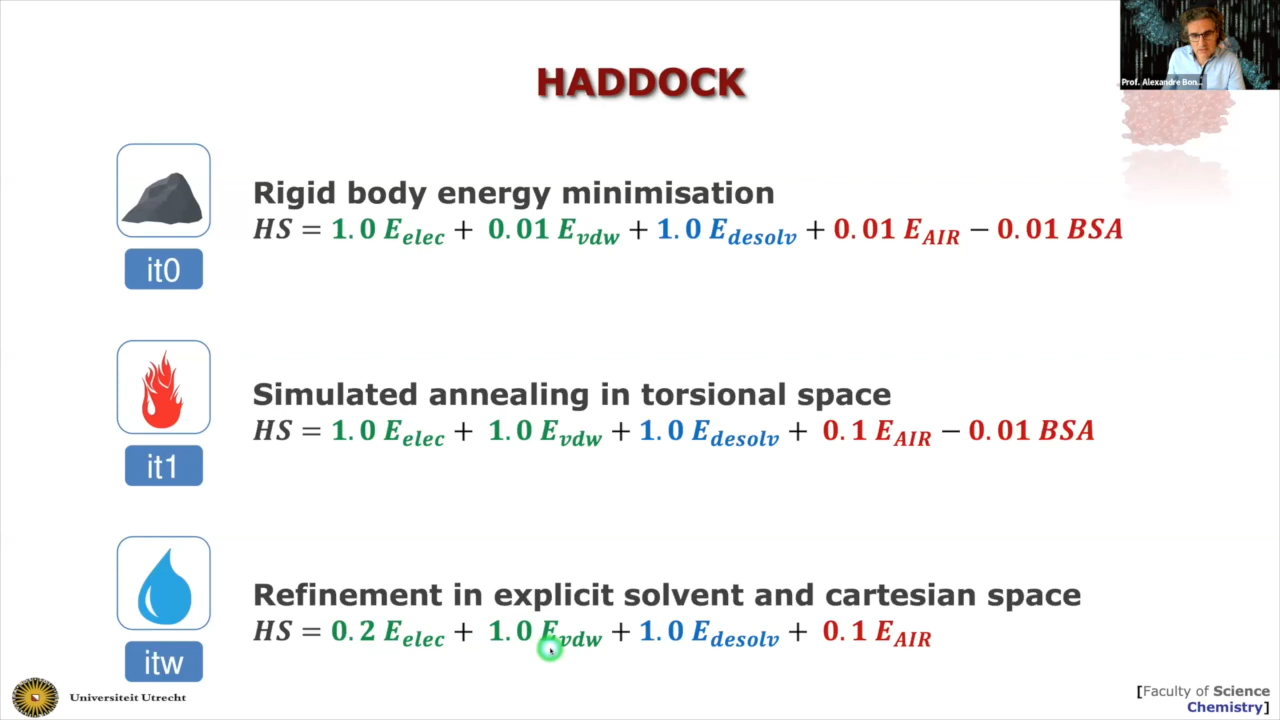 Prof. Alexandre Bon...
HADDOCK
Rigid body energy minimisation
HS = 1.0 E_elec + 0.01 E_vdw + 1.0 E_desolv + 0.01 E_AIR − 0.01 BSA
it0
Simulated annealing in torsional space
HS = 1.0 E_elec + 1.0 E_vdw + 1.0 E_desolv + 0.1 E_AIR − 0.01 BSA
it1
Refinement in explicit solvent and cartesian space
HS = 0.2 E_elec + 1.0 E_vdw + 1.0 E_desolv + 0.1 E_AIR
itw
Universiteit Utrecht
[Faculty of Science
Chemistry]